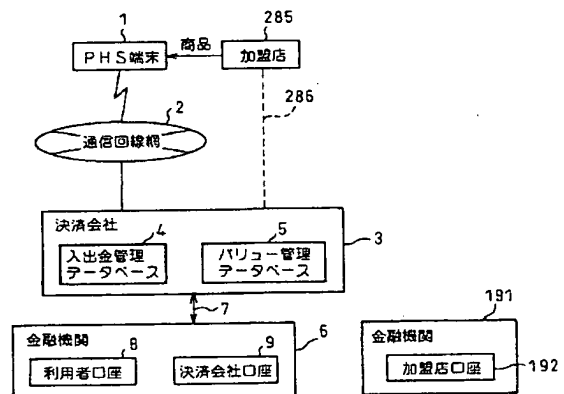 1
285
PHS端末
商品
加盟店
286
2
通信回線網
決済会社
4
5
3
入出金管理
データベース
バリュー管理
データベース
7
191
金融機関
8
9
6
利用者口座
決済会社口座
金融機関
加盟店口座
192